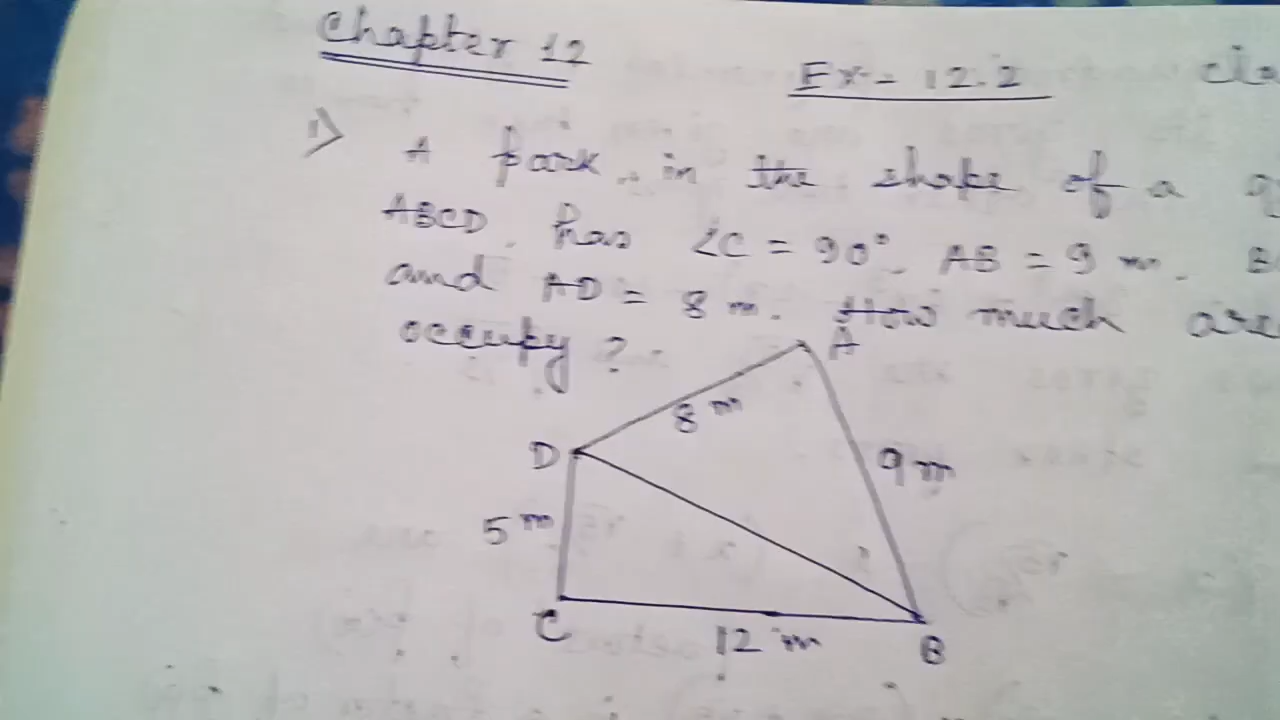 Chapter 12
Ex - 12.2
1) A park, in the shape of a
ABCD, has ∠C = 90°, AB = 9 m,
and AD = 8 m. How much
occupy?
A
8 m
D
9 m
5 m
C
12 m
B